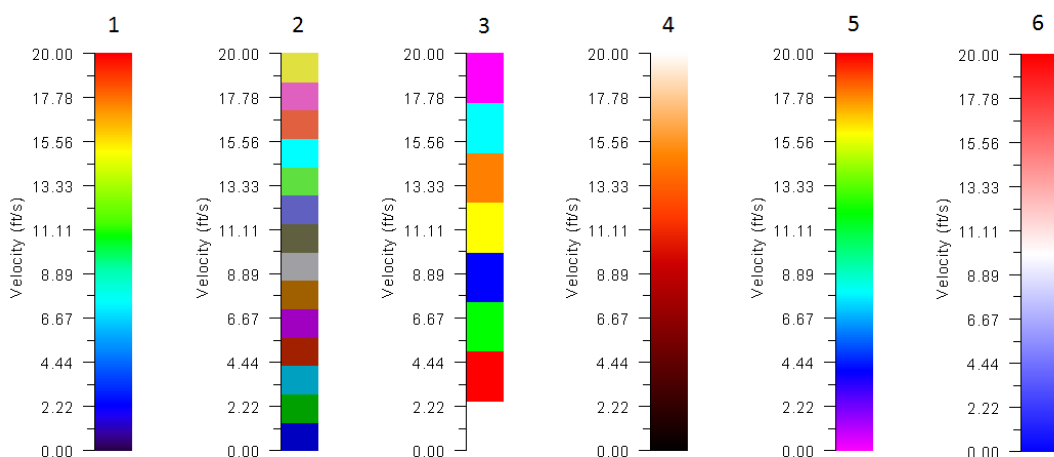 1 2 3 4 5 6
20.00 20.00 20.00 20.00 20.00 20.00
17.78 17.78 17.78 17.78 17.78 17.78
15.56 15.56 15.56 15.56 15.56 15.56
13.33 13.33 13.33 13.33 13.33 13.33
11.11 11.11 11.11 11.11 11.11 11.11
8.89 8.89 8.89 8.89 8.89 8.89
6.67 6.67 6.67 6.67 6.67 6.67
4.44 4.44 4.44 4.44 4.44 4.44
2.22 2.22 2.22 2.22 2.22 2.22
0.00 0.00 0.00 0.00 0.00 0.00
Velocity (ft/s)
Velocity (ft/s)
Velocity (ft/s)
Velocity (ft/s)
Velocity (ft/s)
Velocity (ft/s)